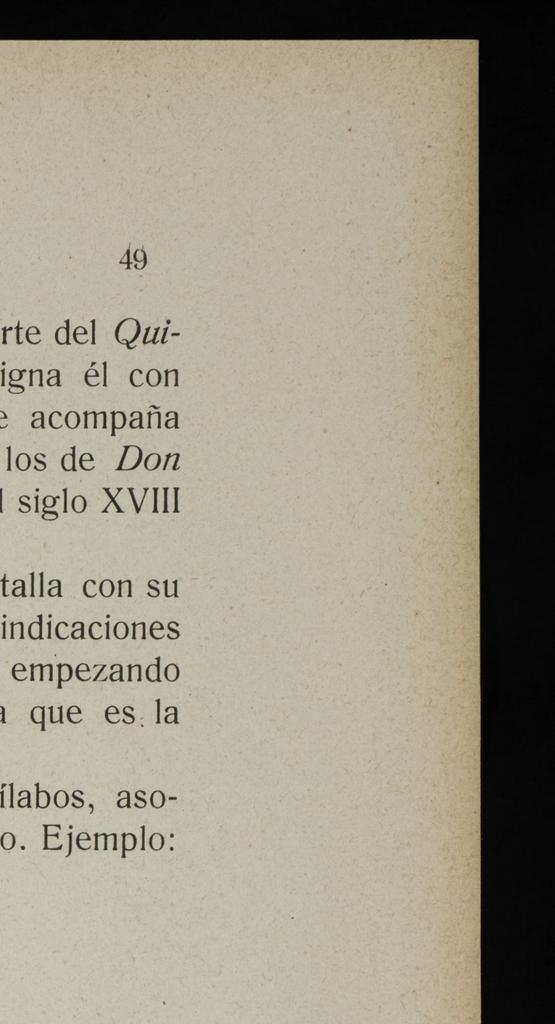 49
rte del Qui-
igna él con
e acompaña
los de Don
l siglo XVIII
talla con su
indicaciones
empezando
a que es la
ílabos, aso-
o. Ejemplo: